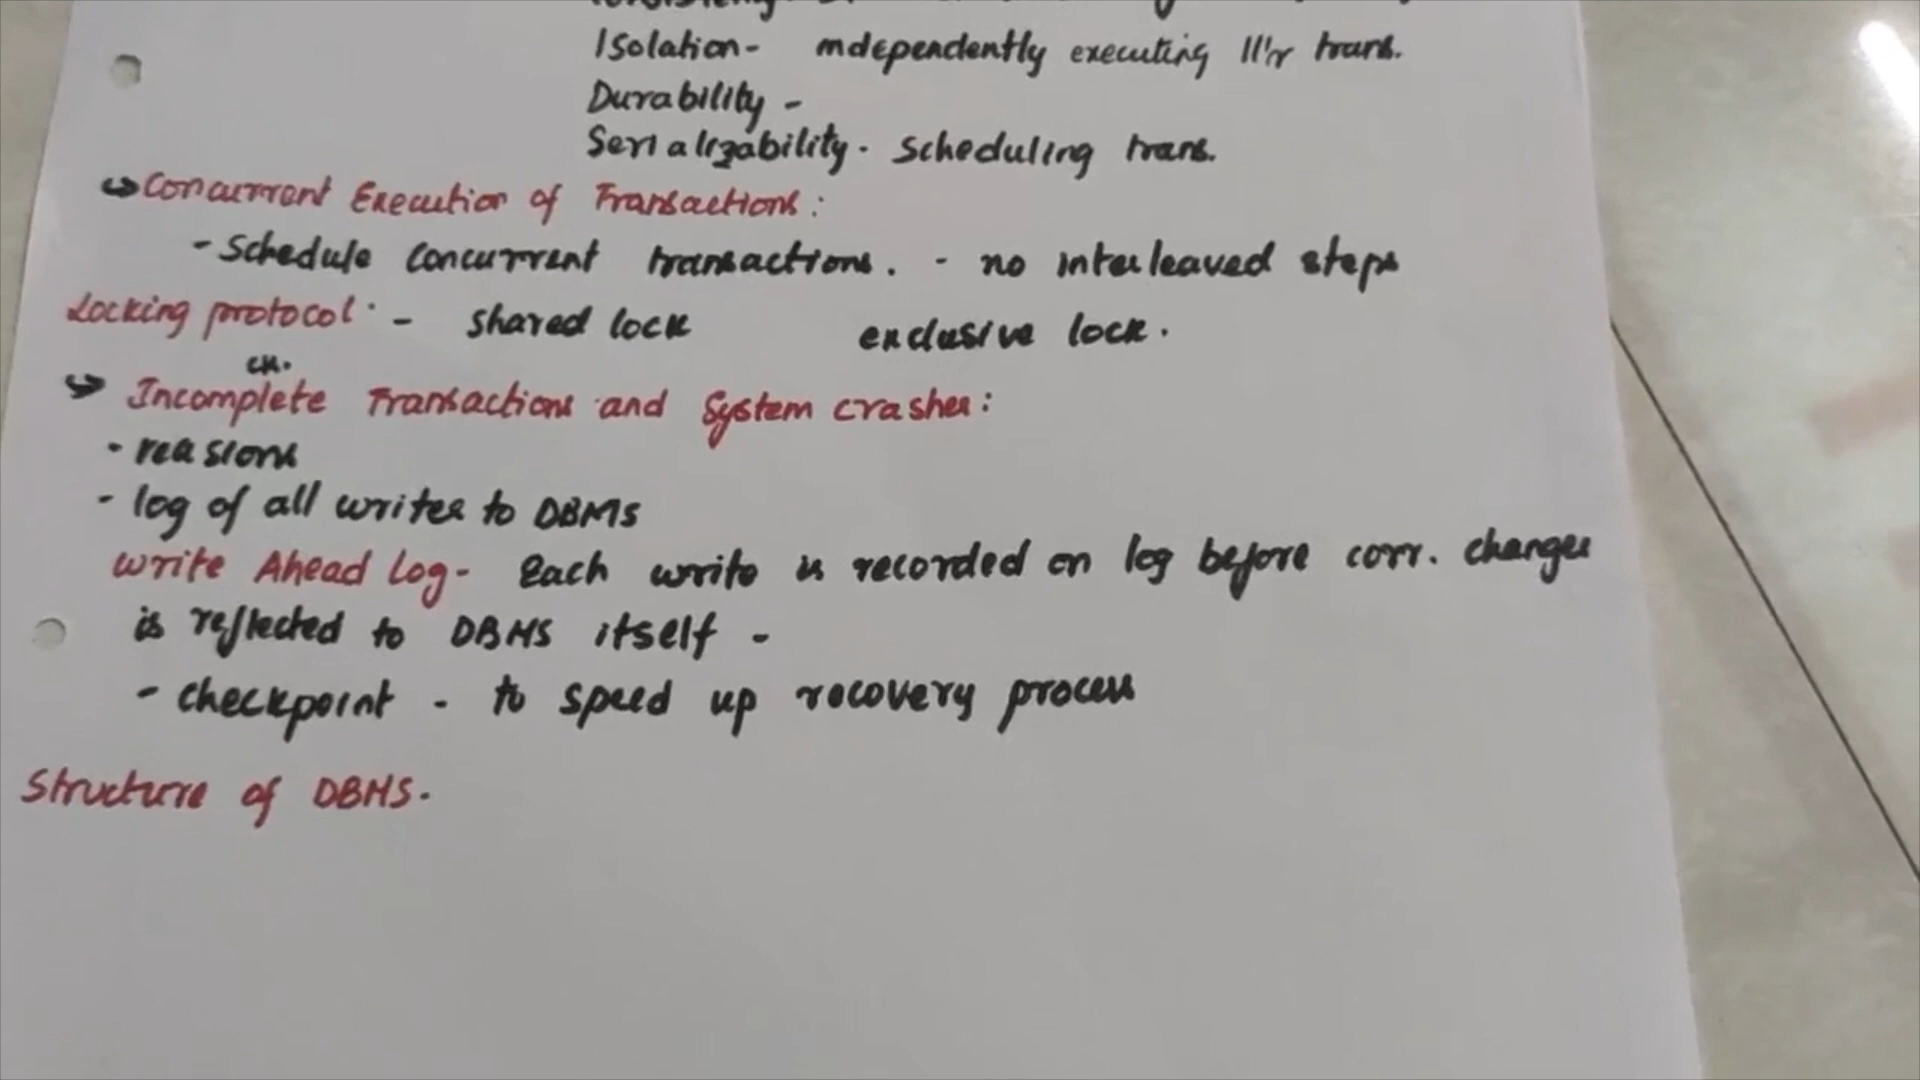 Isolation - independently executing ll'r trans.
Durability -
Serializability - Scheduling trans.
Concurrent Execution of Transactions:
- Schedule concurrent transactions. - no interleaved steps
Locking protocol - shared lock exclusive lock.
Incomplete Transactions and System crashes:
- reasions
- log of all writes to DBMS
Write Ahead Log - Each write is recorded on log before corr. changes
is reflected to DBMS itself -
- checkpoint - to speed up recovery process
Structure of DBMS.